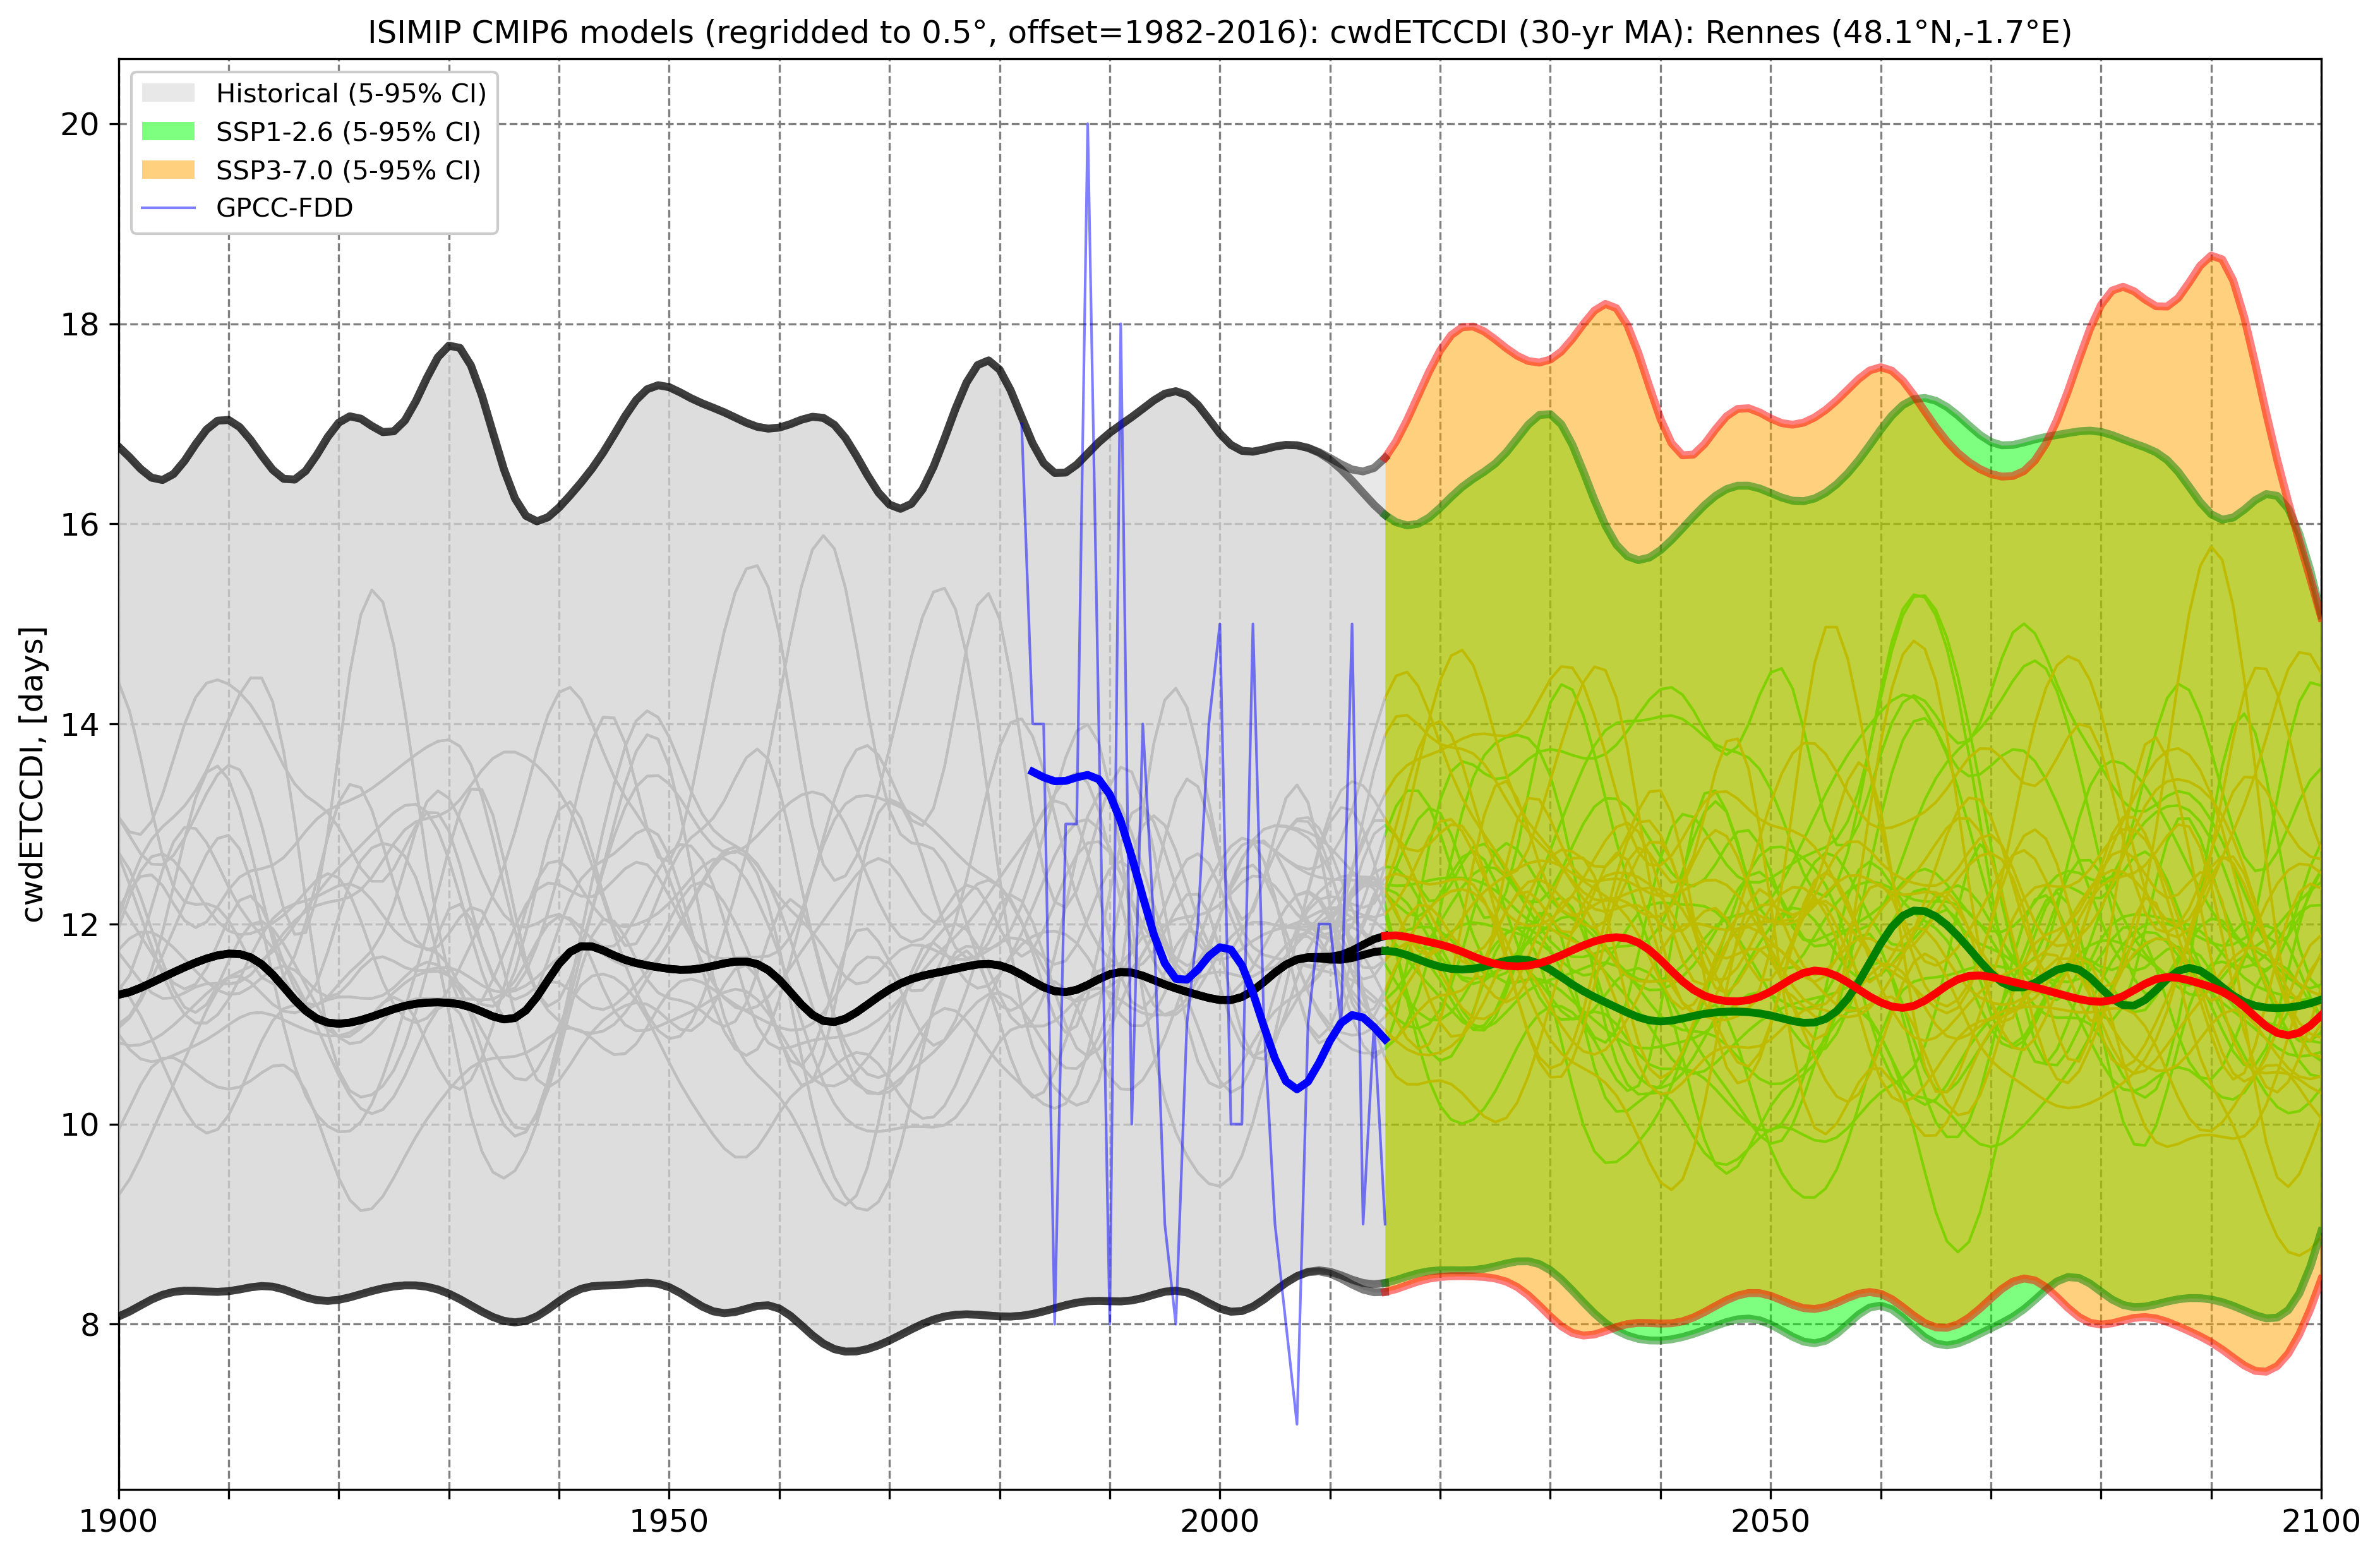 ISIMIP CMIP6 models (regridded to 0.5°, offset=1982-2016): cwdETCCDI (30-yr MA): Rennes (48.1°N,-1.7°E)
Historical (5-95% CI)
SSP1-2.6 (5-95% CI)
SSP3-7.0 (5-95% CI)
GPCC-FDD
cwdETCCDI, [days]
20
18
16
14
12
10
8
1900 1950 2000 2050 2100